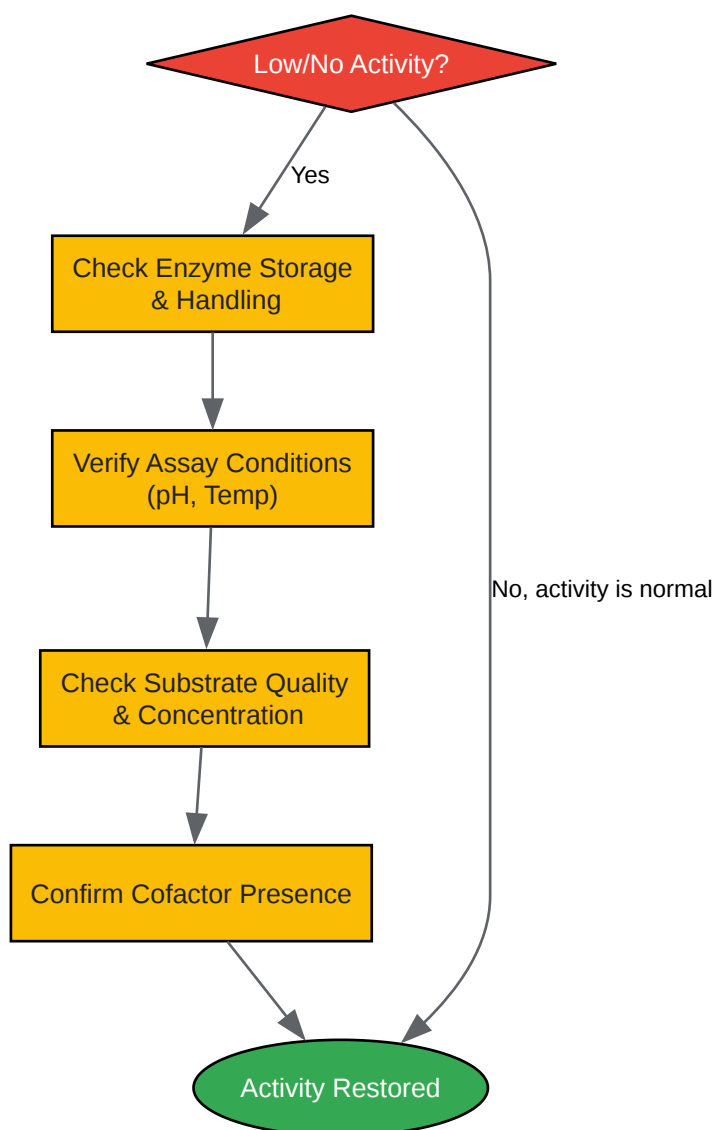 Low/No Activity?
Yes
Check Enzyme Storage
& Handling
Verify Assay Conditions
(pH, Temp)
No, activity is normal
Check Substrate Quality
& Concentration
Confirm Cofactor Presence
Activity Restored